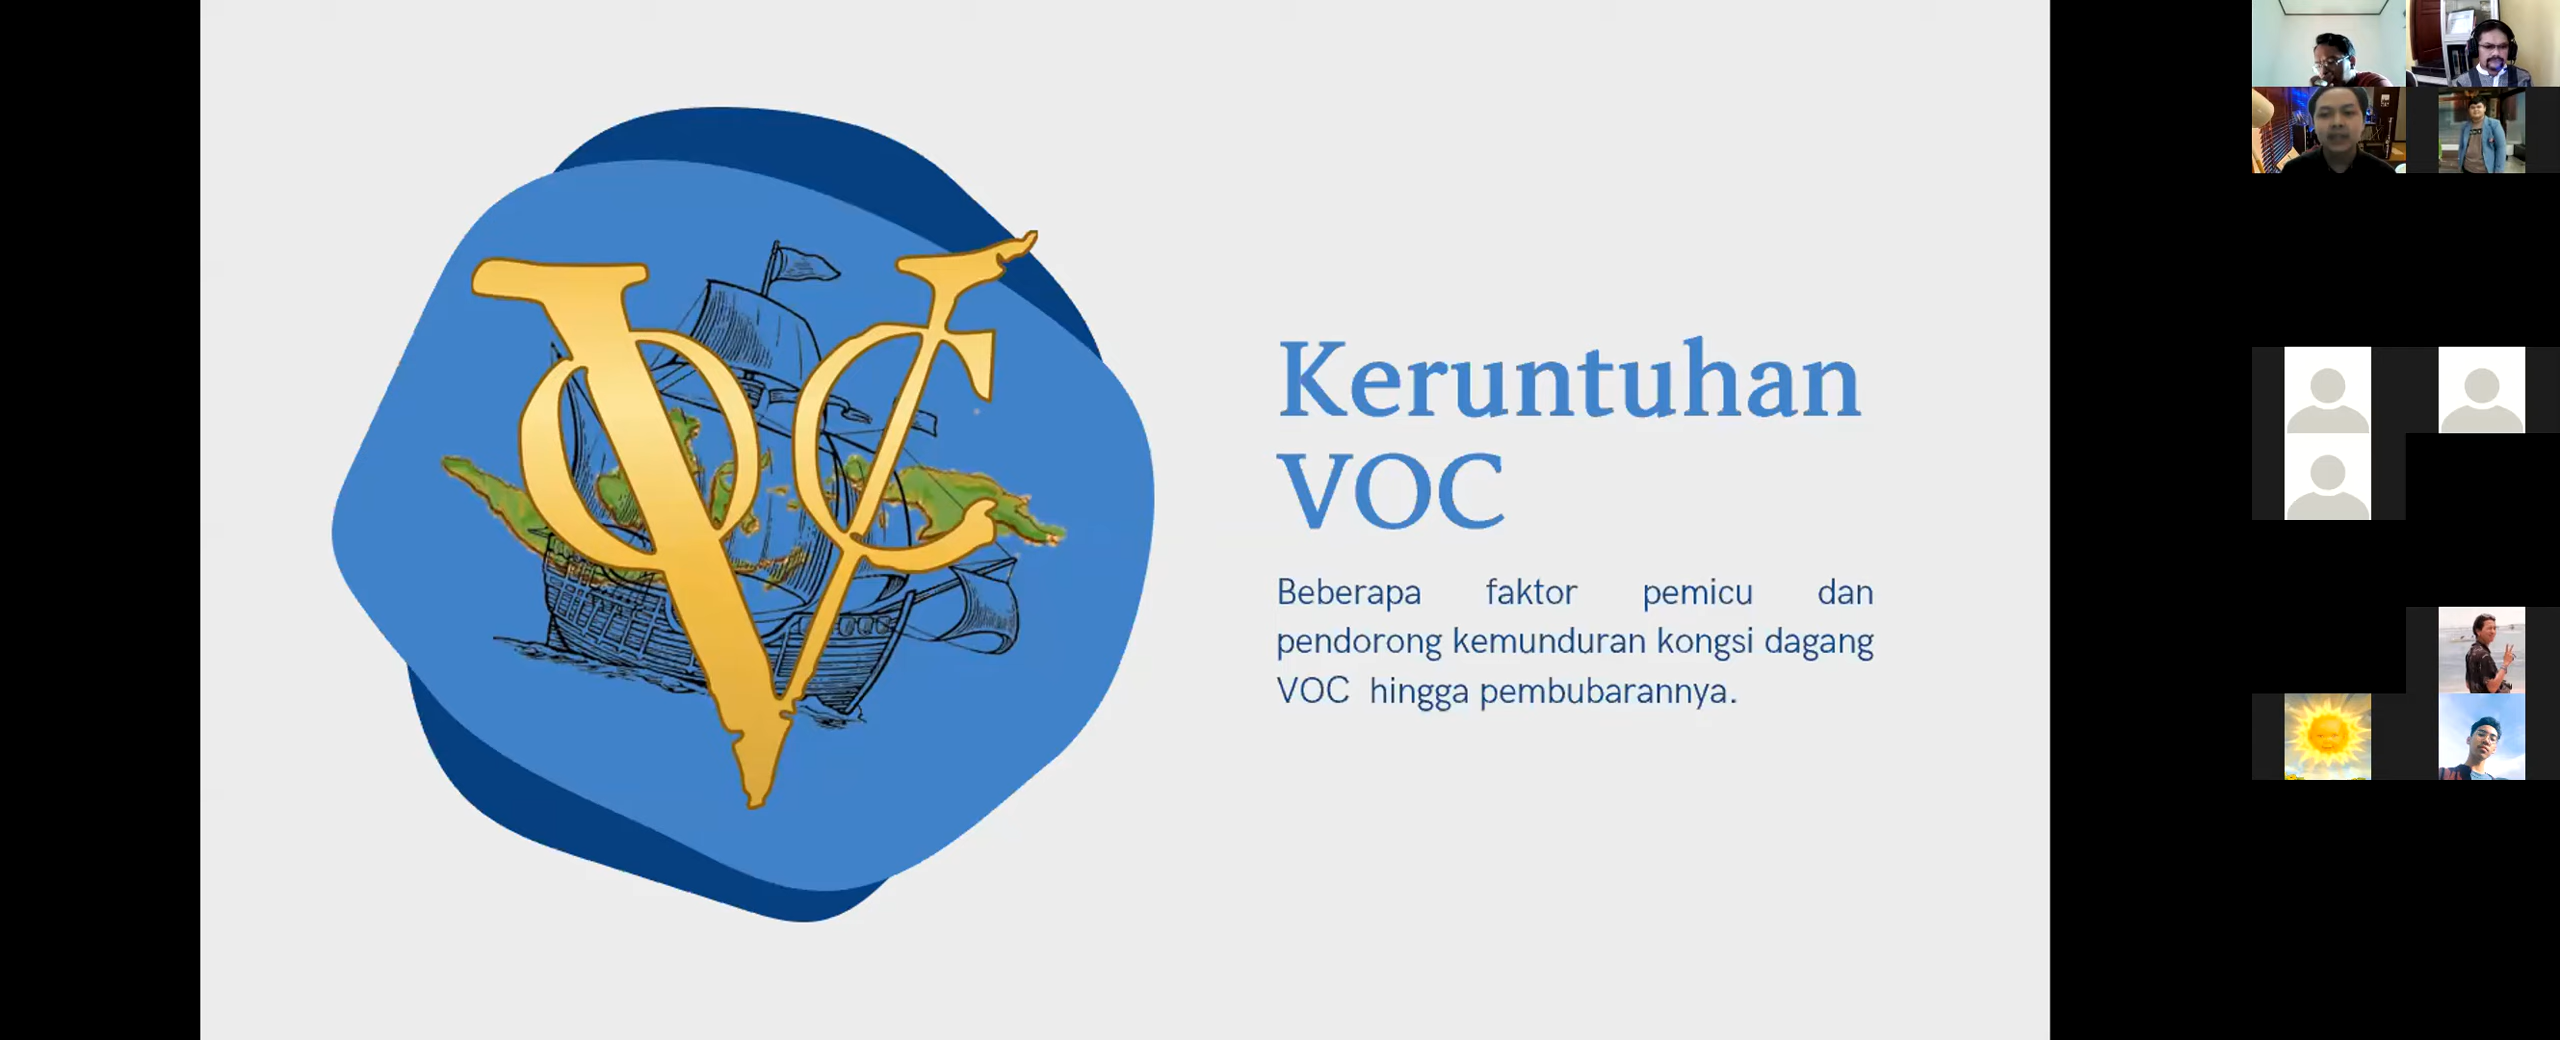 VOC
Keruntuhan
VOC
Beberapa faktor pemicu dan
pendorong kemunduran kongsi dagang
VOC hingga pembubarannya.